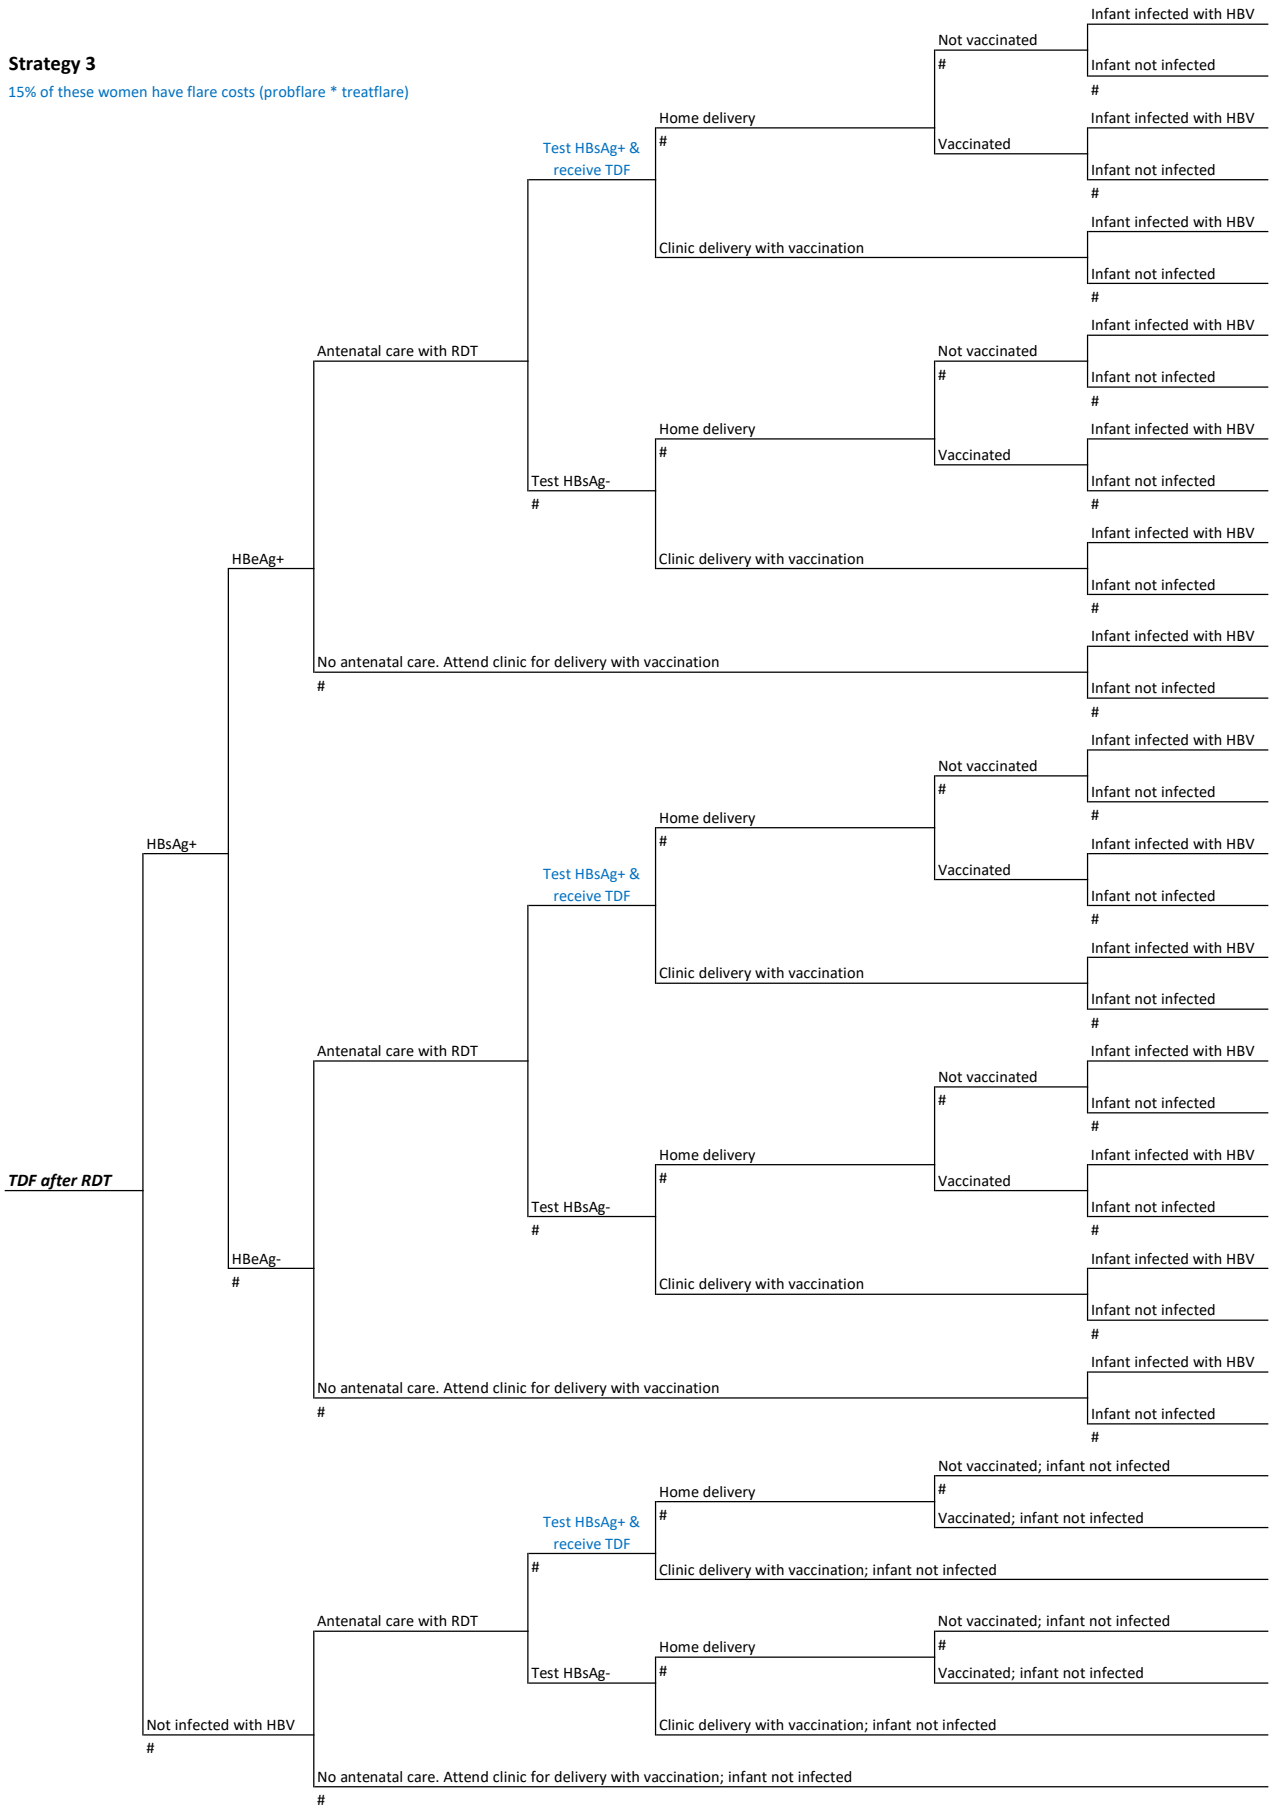 Infant infected with HBV
Not vaccinated
Strategy 3
#
Infant not infected
15% of these women have flare costs (probflare * treatflare)
#
Home delivery
Infant infected with HBV
Test HBsAg+ &
#
Vaccinated
receive TDF
Infant not infected
#
Infant infected with HBV
Clinic delivery with vaccination
Infant not infected
#
Infant infected with HBV
Antenatal care with RDT
Not vaccinated
#
Infant not infected
#
Home delivery
Infant infected with HBV
#
Vaccinated
Test HBsAg-
Infant not infected
#
#
Infant infected with HBV
HBeAg+
Clinic delivery with vaccination
Infant not infected
#
Infant infected with HBV
No antenatal care. Attend clinic for delivery with vaccination
#
Infant not infected
#
Infant infected with HBV
Not vaccinated
#
Infant not infected
#
Home delivery
HBsAg+
#
Infant infected with HBV
Test HBsAg+ &
receive TDF
Vaccinated
Infant not infected
#
Infant infected with HBV
Clinic delivery with vaccination
Infant not infected
#
Antenatal care with RDT
Infant infected with HBV
Not vaccinated
#
Infant not infected
#
Home delivery
Infant infected with HBV
TDF after RDT
#
Vaccinated
Test HBsAg-
Infant not infected
#
#
HBeAg-
Infant infected with HBV
#
Clinic delivery with vaccination
Infant not infected
#
Infant infected with HBV
No antenatal care. Attend clinic for delivery with vaccination
#
Infant not infected
#
Not vaccinated; infant not infected
Home delivery
#
Test HBsAg+ &
receive TDF
#
Vaccinated; infant not infected
#
Clinic delivery with vaccination; infant not infected
Antenatal care with RDT
Not vaccinated; infant not infected
Home delivery
#
Test HBsAg-
#
Vaccinated; infant not infected
Not infected with HBV
#
Clinic delivery with vaccination; infant not infected
No antenatal care. Attend clinic for delivery with vaccination; infant not infected
#